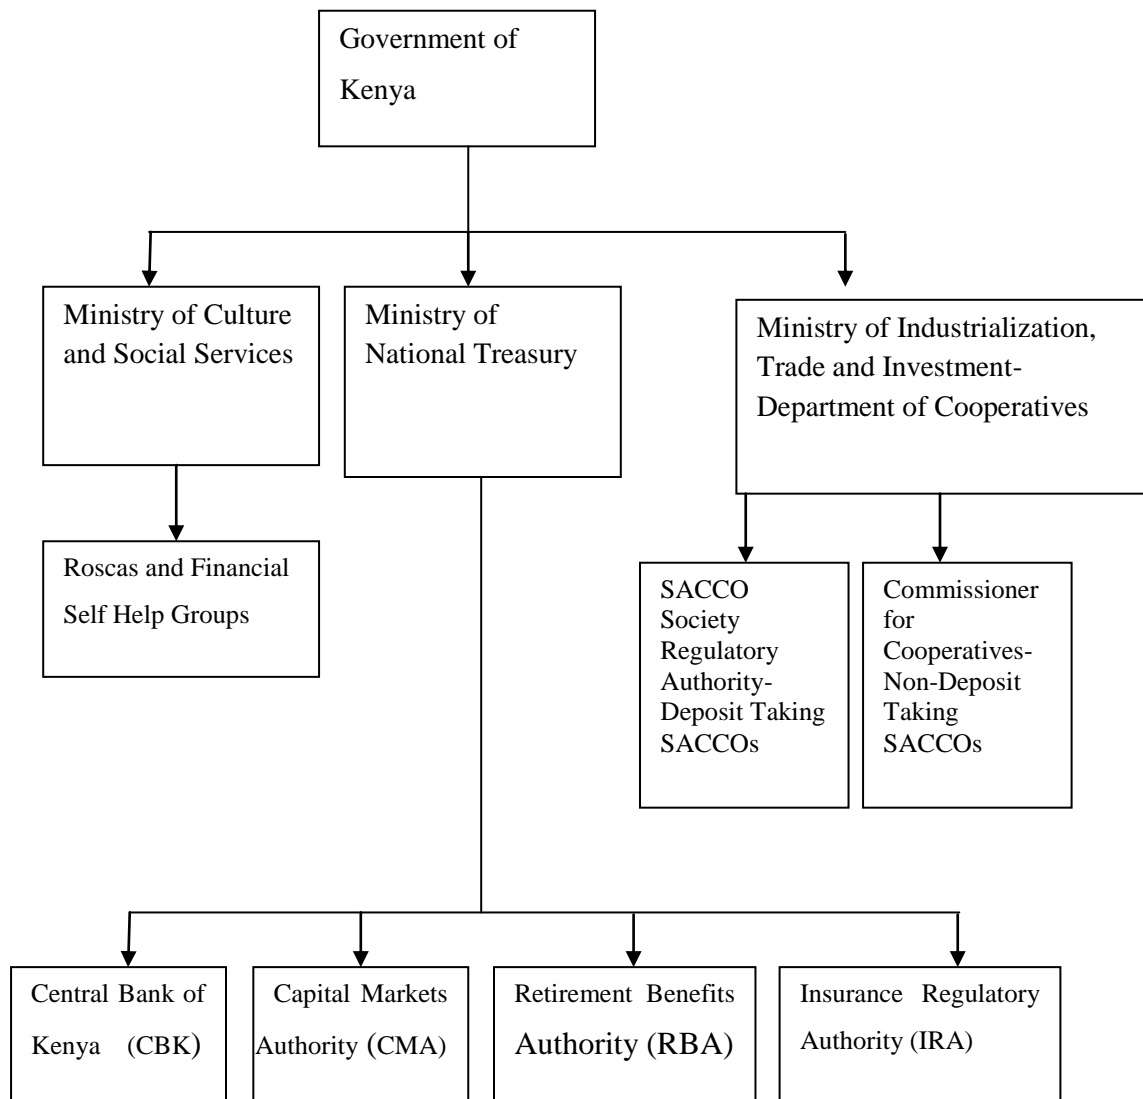 Government of
Kenya
Ministry of Culture
and Social Services
Ministry of
National Treasury
Ministry of Industrialization,
Trade and Investment-
Department of Cooperatives
Roscas and Financial
Self Help Groups
SACCO
Society
Regulatory
Authority-
Deposit Taking
SACCOs
Commissioner
for
Cooperatives-
Non-Deposit
Taking
SACCOs
Central Bank of
Kenya (CBK)
Capital Markets
Authority (CMA)
Retirement Benefits
Authority (RBA)
Insurance Regulatory
Authority (IRA)